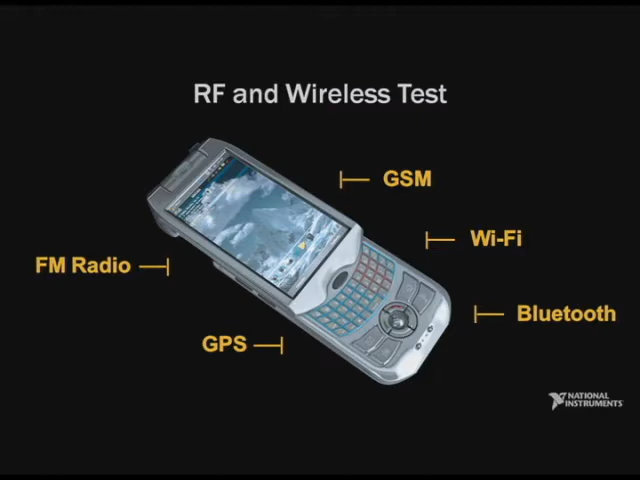 RF and Wireless Test
GSM
Wi-Fi
FM Radio
Bluetooth
GPS
NATIONAL
INSTRUMENTS